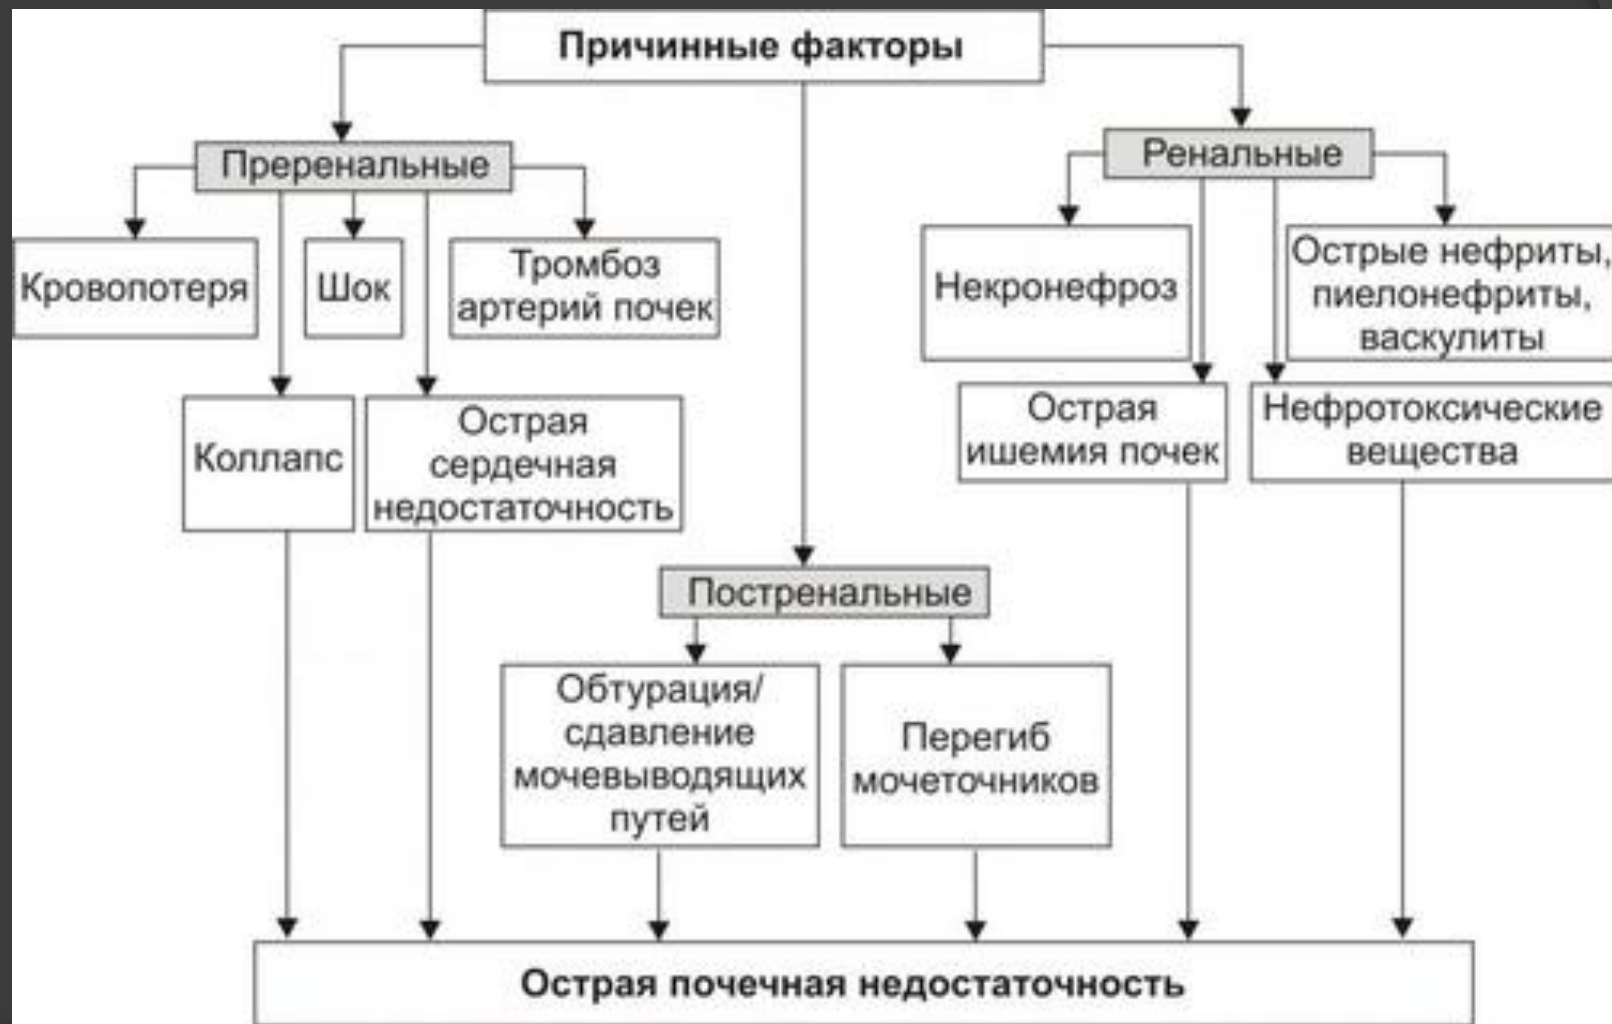 Причинные факторы
Преренальные
Ренальные
Кровопотеря
Шок
Тромбоз
артерий почек
Некронефроз
Острые нефриты,
пиелонефриты,
васкулиты
Коллапс
Острая
сердечная
недостаточность
Острая
ишемия почек
Нефротоксические
вещества
Постренальные
Обтурация/
сдавление
мочевыводящих
путей
Перегиб
мочеточников
Острая почечная недостаточность